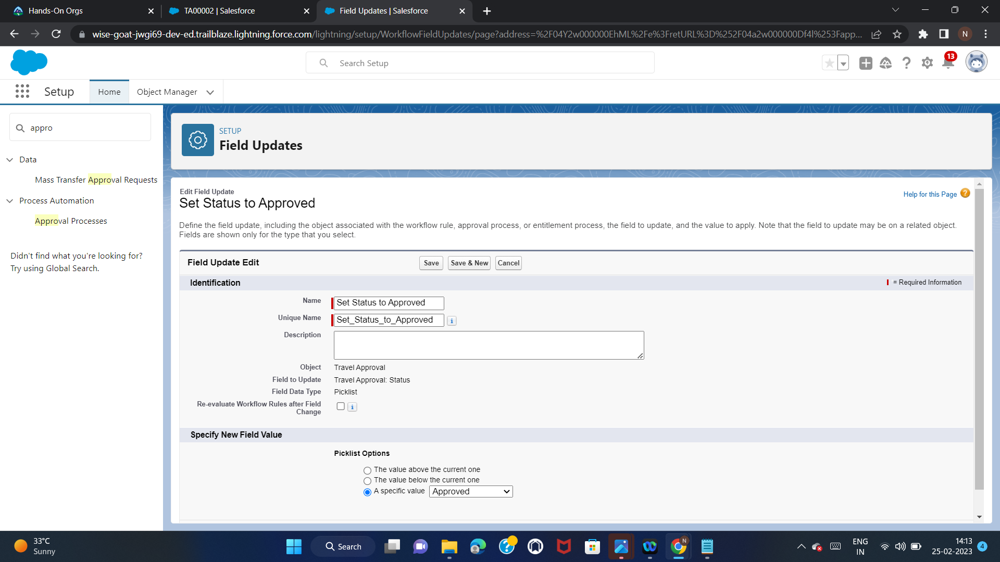 Hands-On Orgs
TA00002 | Salesforce
Field Updates | Salesforce
wise-goat-jwgi69-dev-ed.trailblaze.lightning.force.com/lightning/setup/WorkflowFieldUpdates/page?address=%2F04Y2w000000EhML%2Fe%3FretURL%3D%252F04a2w000000Df4l%253Fapp...
N
Search Setup
13
Setup
Home
Object Manager
appro
Data
Mass Transfer Approval Requests
Process Automation
Approval Processes
Didn't find what you're looking for?
Try using Global Search.
SETUP
Field Updates
Edit Field Update
Set Status to Approved
Help for this Page ?
Define the field update, including the object associated with the workflow rule, approval process, or entitlement process, the field to update, and the value to apply. Note that the field to update may be on a related object.
Fields are shown only for the type that you select.
Field Update Edit
Save
Save & New
Cancel
Identification
= Required Information
Name
Set Status to Approved
Unique Name
Set_Status_to_Approved
i
Description
Object
Travel Approval
Field to Update
Travel Approval: Status
Field Data Type
Picklist
Re-evaluate Workflow Rules after Field
Change
i
Specify New Field Value
Picklist Options
The value above the current one
The value below the current one
A specific value
Approved
33°C
Sunny
Search
N
ENG
IN
14:13
25-02-2023
4